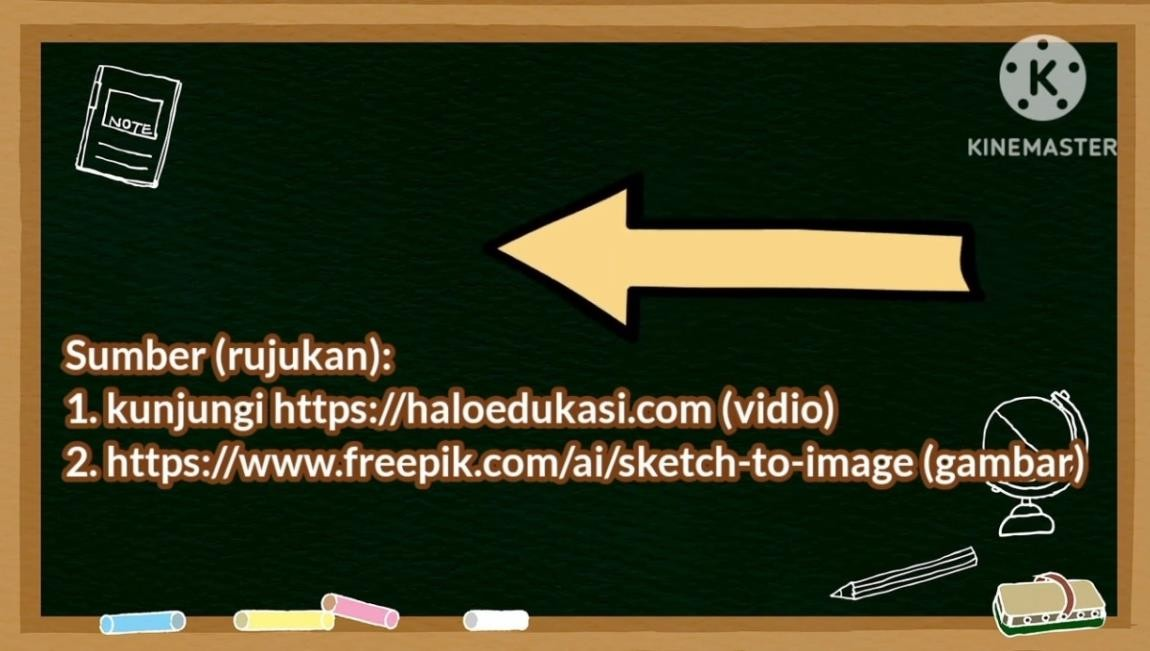 NOTE
K
KINEMASTER
Sumber (rujukan):
1. kunjungi https://haloedukasi.com (vidio)
2. https://www.freepik.com/ai/sketch-to-image (gambar)